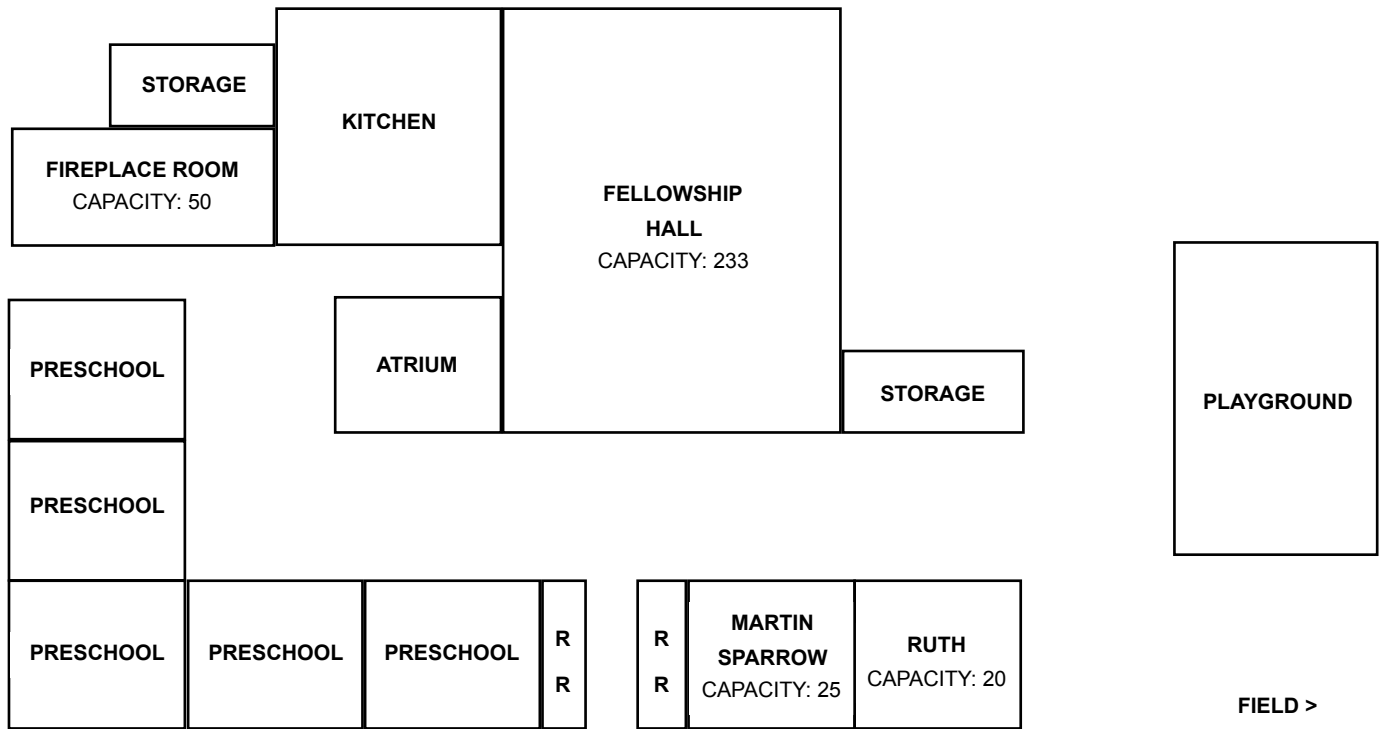 STORAGE
KITCHEN
FIREPLACE ROOM
CAPACITY: 50
FELLOWSHIP
HALL
CAPACITY: 233
PRESCHOOL
ATRIUM
STORAGE
PLAYGROUND
PRESCHOOL
PRESCHOOL
PRESCHOOL
PRESCHOOL
R
R
R
R
MARTIN
SPARROW
CAPACITY: 25
RUTH
CAPACITY: 20
FIELD >